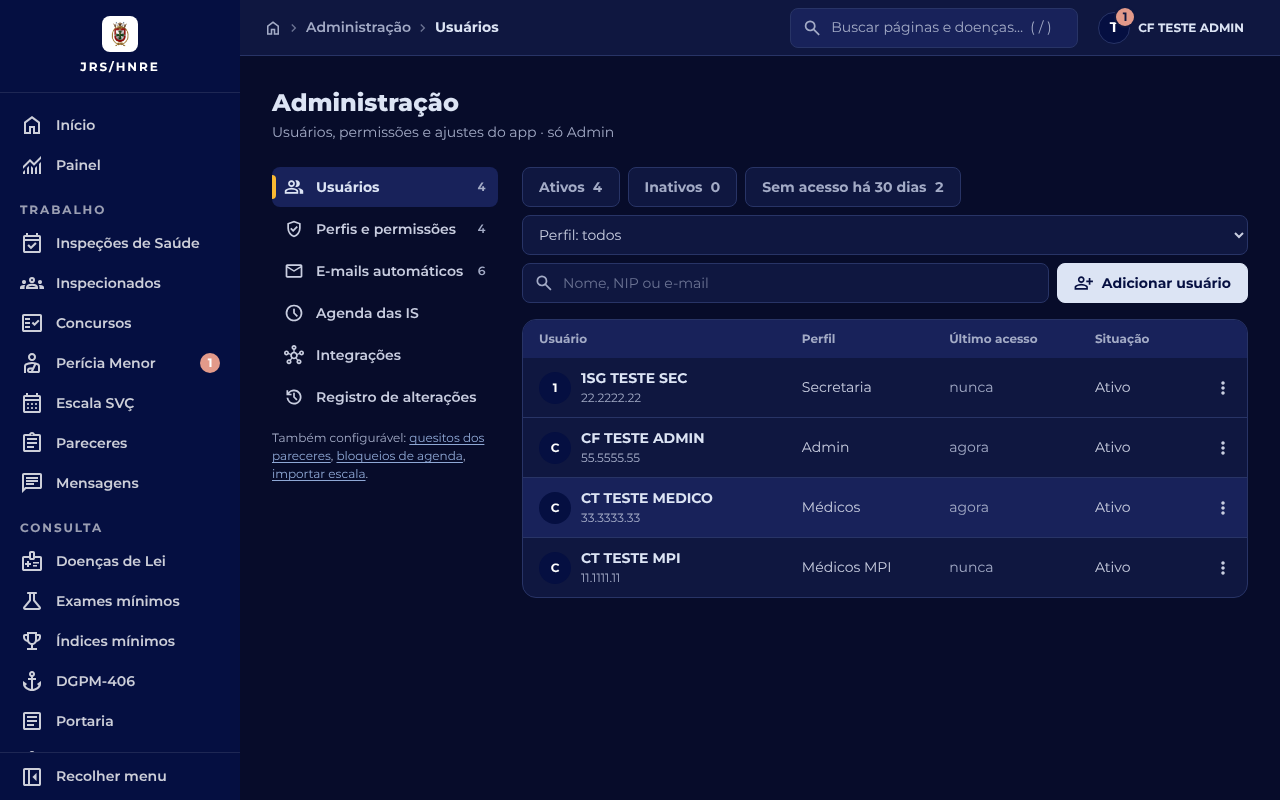 JRS/HNRE
Início
Painel
TRABALHO
Inspeções de Saúde
Inspecionados
Concursos
Perícia Menor 1
Escala SVÇ
Pareceres
Mensagens
CONSULTA
Doenças de Lei
Exames mínimos
Índices mínimos
DGPM-406
Portaria
Recolher menu
Administração Usuários
Buscar páginas e doenças... ( / )
T 1 CF TESTE ADMIN
Administração
Usuários, permissões e ajustes do app · só Admin
Usuários 4
Perfis e permissões 4
E-mails automáticos 6
Agenda das IS
Integrações
Registro de alterações
Também configurável: quesitos dos
pareceres, bloqueios de agenda,
importar escala.
Ativos 4 Inativos 0 Sem acesso há 30 dias 2
Perfil: todos
Nome, NIP ou e-mail Adicionar usuário
Usuário Perfil Último acesso Situação
1 1SG TESTE SEC Secretaria nunca Ativo
22.2222.22
C CF TESTE ADMIN Admin agora Ativo
55.5555.55
C CT TESTE MEDICO Médicos agora Ativo
33.3333.33
C CT TESTE MPI Médicos MPI nunca Ativo
11.1111.11